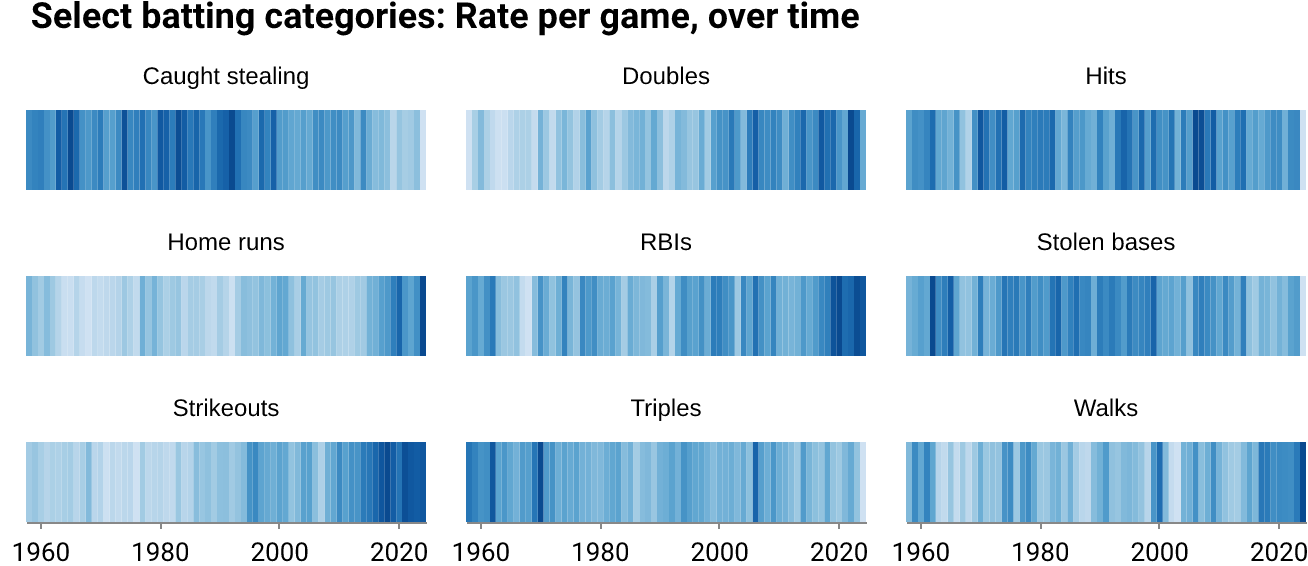 Select batting categories: Rate per game, over time
Caught stealing
Doubles
Hits
Home runs
RBIs
Stolen bases
Strikeouts
Triples
Walks
1960 1980 2000 2020
1960 1980 2000 2020
1960 1980 2000 2020